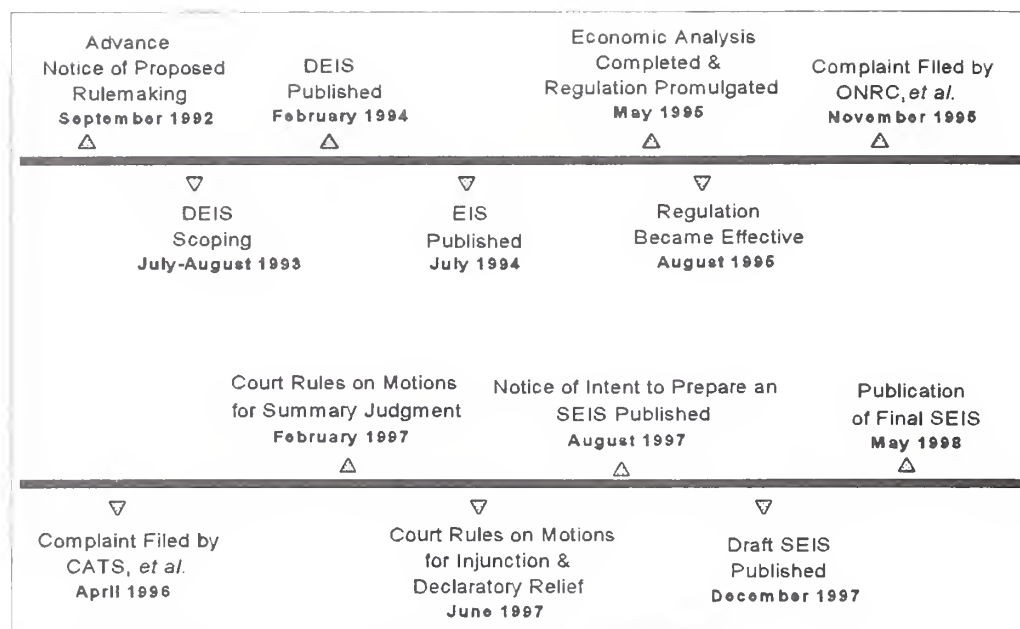 Advance
Notice of Proposed
Rulemaking
September 1992
DEIS
Published
February 1994
Economic Analysis
Completed &
Regulation Promulgated
May 1995
Complaint Filed by
ONRC, et al.
November 1995
DEIS
Scoping
July-August 1993
EIS
Published
July 1994
Regulation
Became Effective
August 1995
Court Rules on Motions
for Summary Judgment
February 1997
Notice of Intent to Prepare an
SEIS Published
August 1997
Publication
of Final SEIS
May 1998
Complaint Filed by
CATS, et al.
April 1996
Court Rules on Motions
for Injunction &
Declaratory Relief
June 1997
Draft SEIS
Published
December 1997